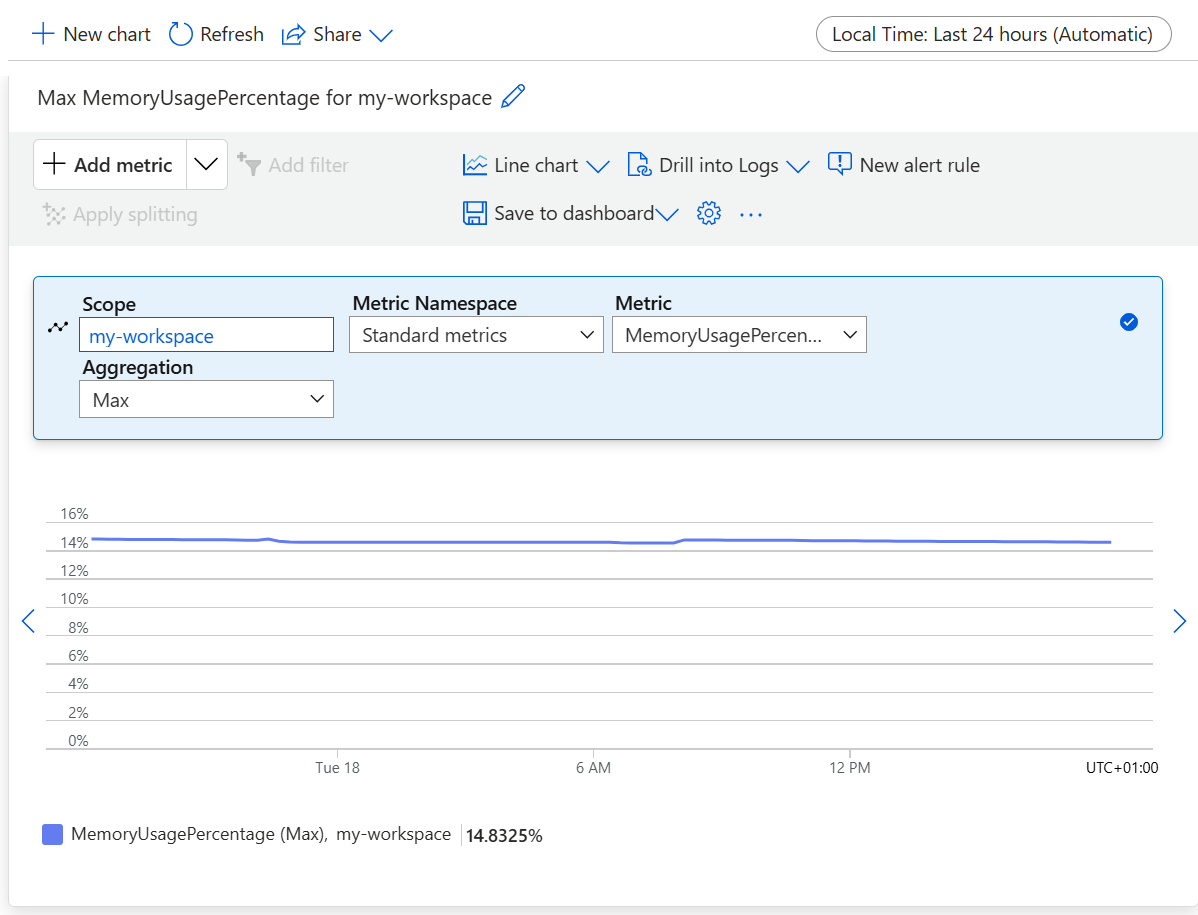 New chart Refresh Share Local Time: Last 24 hours (Automatic)
Max MemoryUsagePercentage for my-workspace
Add metric Add filter Line chart Drill into Logs New alert rule
Apply splitting Save to dashboard ...
Scope Metric Namespace Metric
my-workspace Standard metrics MemoryUsagePercen...
Aggregation
Max
16%
14%
12%
10%
8%
6%
4%
2%
0%
Tue 18 6 AM 12 PM UTC+01:00
MemoryUsagePercentage (Max), my-workspace 14.8325%